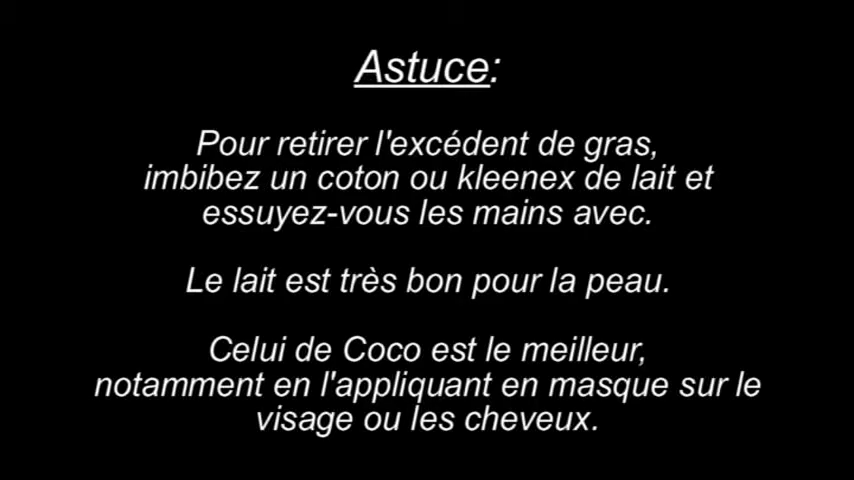 Astuce:
Pour retirer l'excédent de gras,
imbibez un coton ou kleenex de lait et
essuyez-vous les mains avec.
Le lait est très bon pour la peau.
Celui de Coco est le meilleur,
notamment en l'appliquant en masque sur le
visage ou les cheveux.